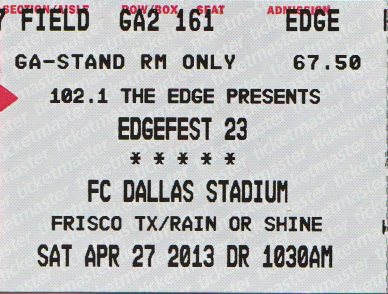 SECTION/AISLE ROW/BOX SEAT ADMISSION
FIELD GA2 161 EDGE
GA-STAND RM ONLY 67.50
102.1 THE EDGE PRESENTS
EDGEFEST 23
* * * * *
FC DALLAS STADIUM
FRISCO TX/RAIN OR SHINE
SAT APR 27 2013 DR 1030AM